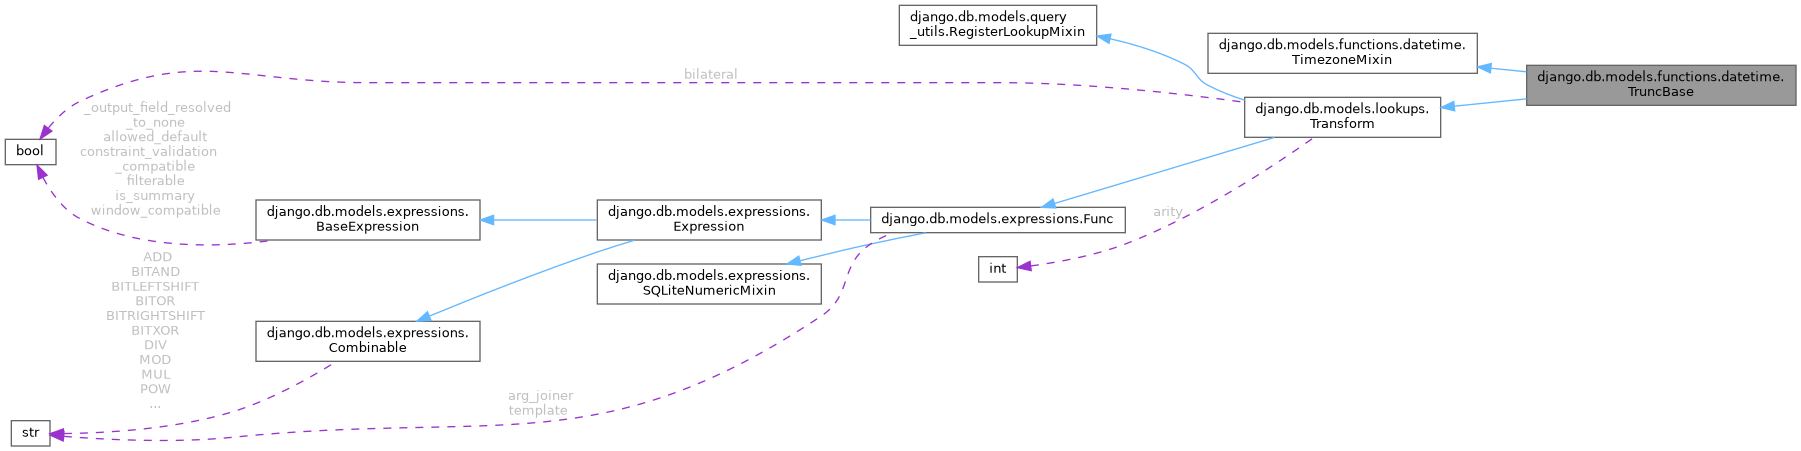 django.db.models.query
_utils.RegisterLookupMixin
django.db.models.functions.datetime.
TimezoneMixin
django.db.models.functions.datetime.
TruncBase
bilateral
django.db.models.lookups.
Transform
_output_field_resolved
_to_none
allowed_default
constraint_validation
_compatible
filterable
is_summary
window_compatible
bool
django.db.models.expressions.
BaseExpression
django.db.models.expressions.
Expression
django.db.models.expressions.Func
arity
int
django.db.models.expressions.
SQLiteNumericMixin
ADD
BITAND
BITLEFTSHIFT
BITOR
BITRIGHTSHIFT
BITXOR
DIV
MOD
MUL
POW
...
django.db.models.expressions.
Combinable
arg_joiner
template
str